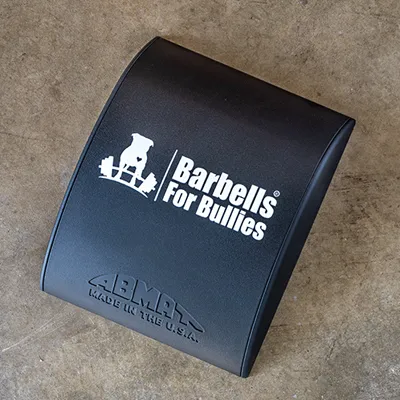 Barbells®
For Bullies
ABMAT
MADE IN THE U.S.A.